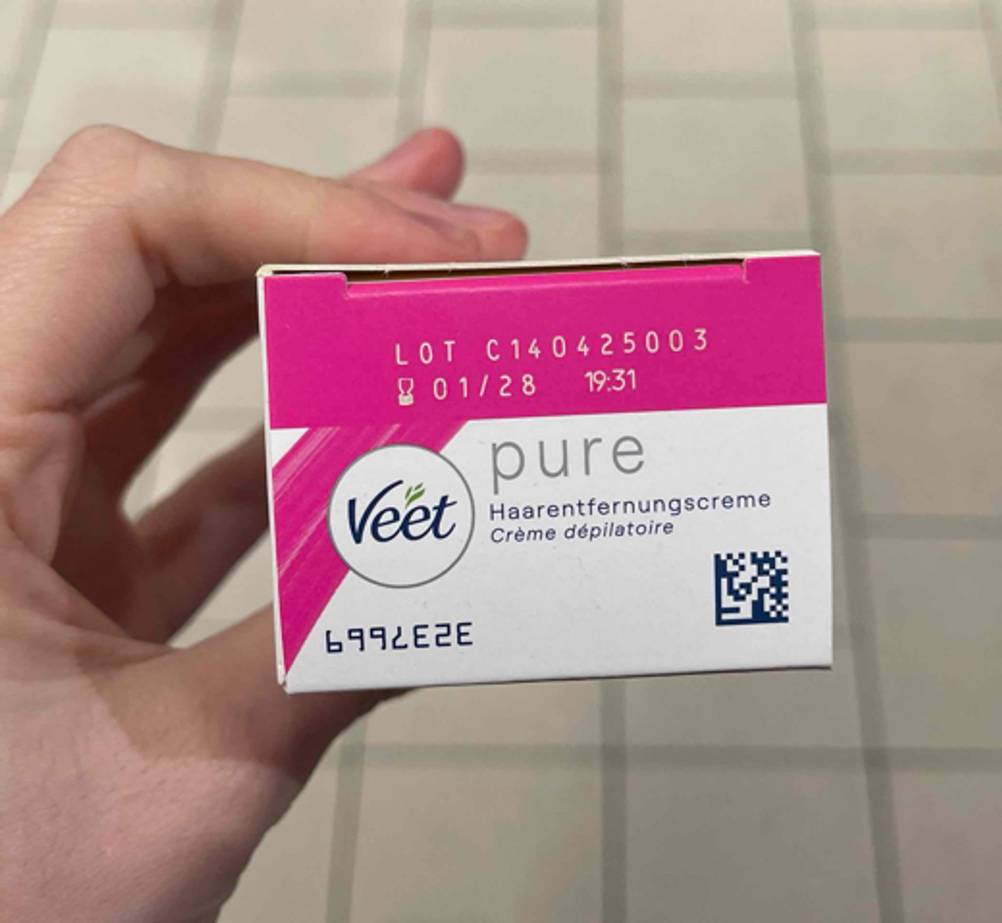 LOT C140425003
01/28 19:31
pure
Veet
Haarentfernungscreme
Crème dépilatoire
3237669